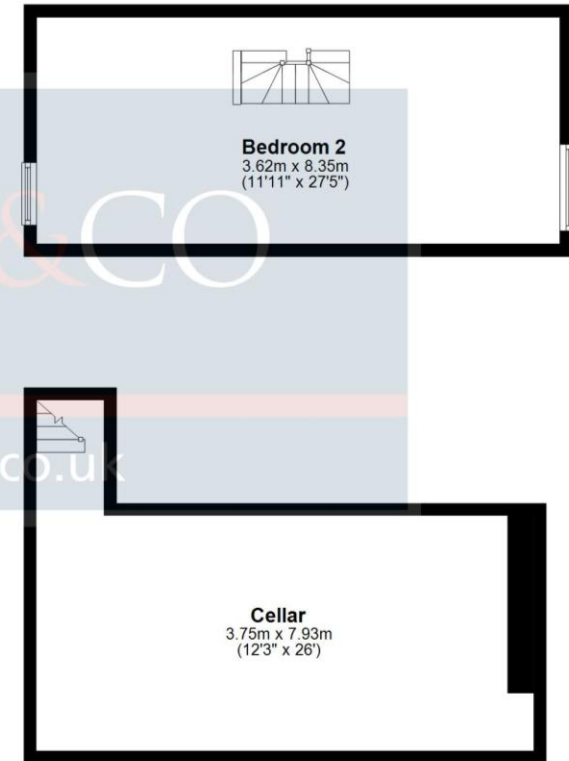 Bedroom 2
3.62m x 8.35m
(11'11" x 27'5")
&CO
co.uk
Cellar
3.75m x 7.93m
(12'3" x 26')